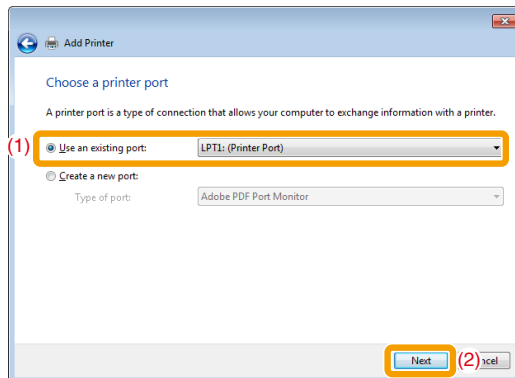 Add Printer
Choose a printer port
A printer port is a type of connection that allows your computer to exchange information with a printer.
(1) Use an existing port: LPT1: (Printer Port)
Create a new port:
Type of port: Adobe PDF Port Monitor
Next (2) ncel